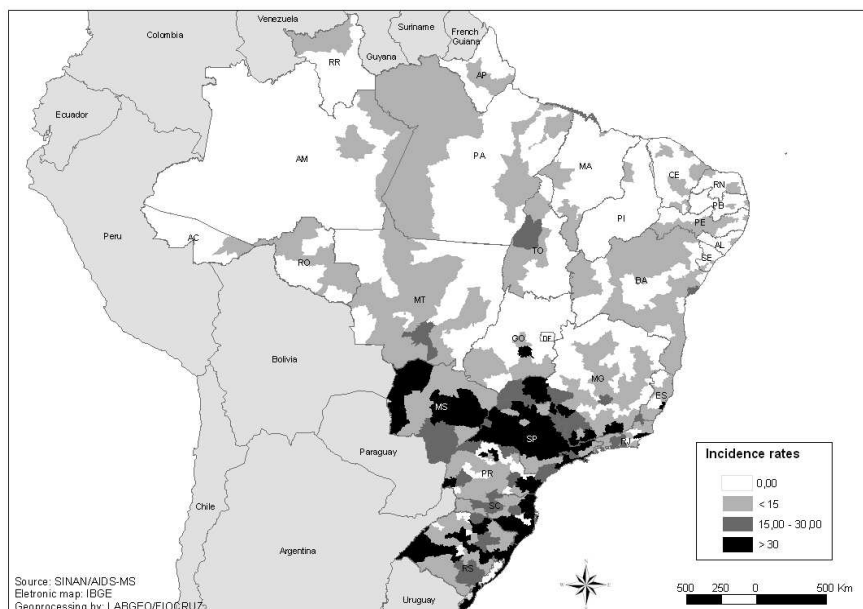 Venezuela
Suriname
French
Guiana
Colombia
Guyana
RR
AP
Ecuador
AM
PA
MA
CE
RN
PB
PI
PE
AL
SE
Peru
AC
TO
RO
BA
MT
GO
DF
Bolivia
MG
ES
MS
SP
RJ
Paraguay
PR
SC
Chile
Argentina
RS
Uruguay
Incidence rates
0,00
< 15
15,00 - 30,00
> 30
Source: SINAN/AIDS-MS
Eletronic map: IBGE
Geoprocessing by: LABGEO/FIOCRUZ
500 250 0 500 Km